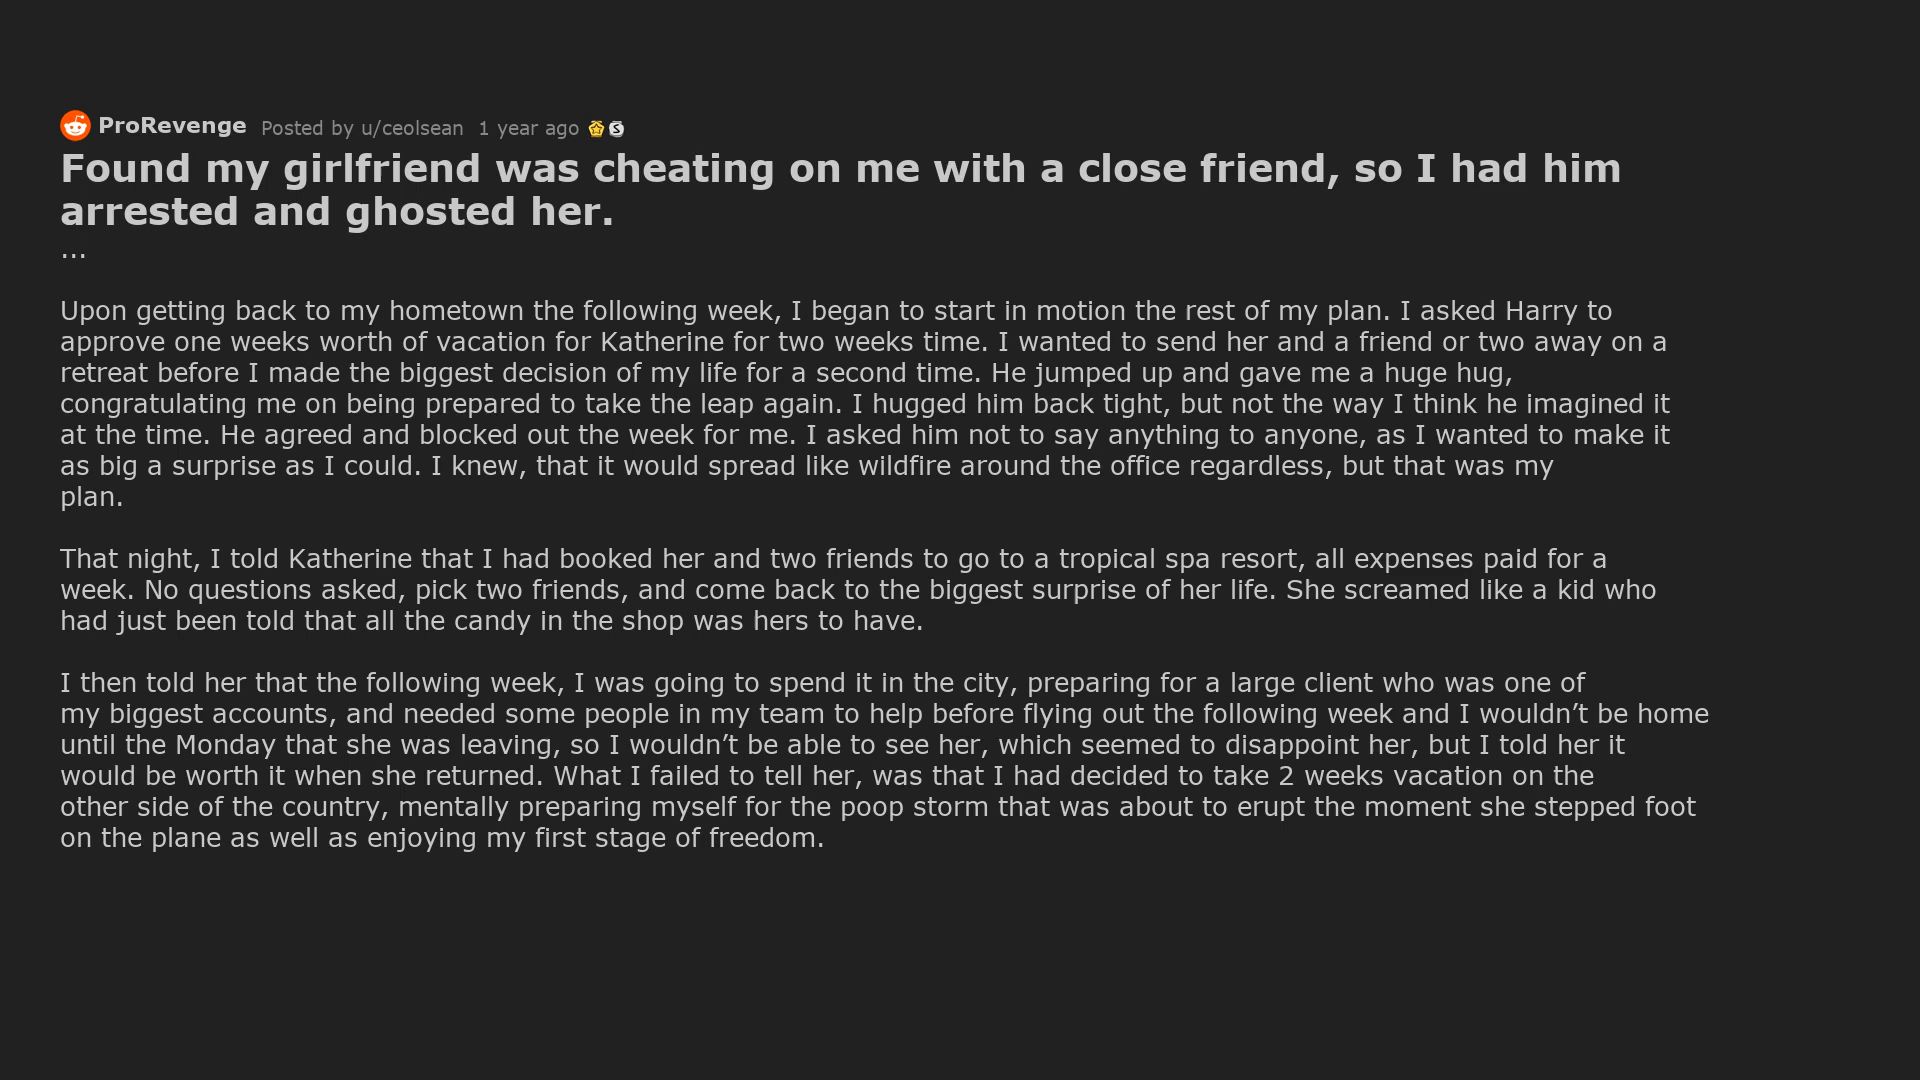 ProRevenge Posted by u/ceolsean 1 year ago
Found my girlfriend was cheating on me with a close friend, so I had him
arrested and ghosted her.
...
Upon getting back to my hometown the following week, I began to start in motion the rest of my plan. I asked Harry to
approve one weeks worth of vacation for Katherine for two weeks time. I wanted to send her and a friend or two away on a
retreat before I made the biggest decision of my life for a second time. He jumped up and gave me a huge hug,
congratulating me on being prepared to take the leap again. I hugged him back tight, but not the way I think he imagined it
at the time. He agreed and blocked out the week for me. I asked him not to say anything to anyone, as I wanted to make it
as big a surprise as I could. I knew, that it would spread like wildfire around the office regardless, but that was my
plan.
That night, I told Katherine that I had booked her and two friends to go to a tropical spa resort, all expenses paid for a
week. No questions asked, pick two friends, and come back to the biggest surprise of her life. She screamed like a kid who
had just been told that all the candy in the shop was hers to have.
I then told her that the following week, I was going to spend it in the city, preparing for a large client who was one of
my biggest accounts, and needed some people in my team to help before flying out the following week and I wouldn’t be home
until the Monday that she was leaving, so I wouldn’t be able to see her, which seemed to disappoint her, but I told her it
would be worth it when she returned. What I failed to tell her, was that I had decided to take 2 weeks vacation on the
other side of the country, mentally preparing myself for the poop storm that was about to erupt the moment she stepped foot
on the plane as well as enjoying my first stage of freedom.